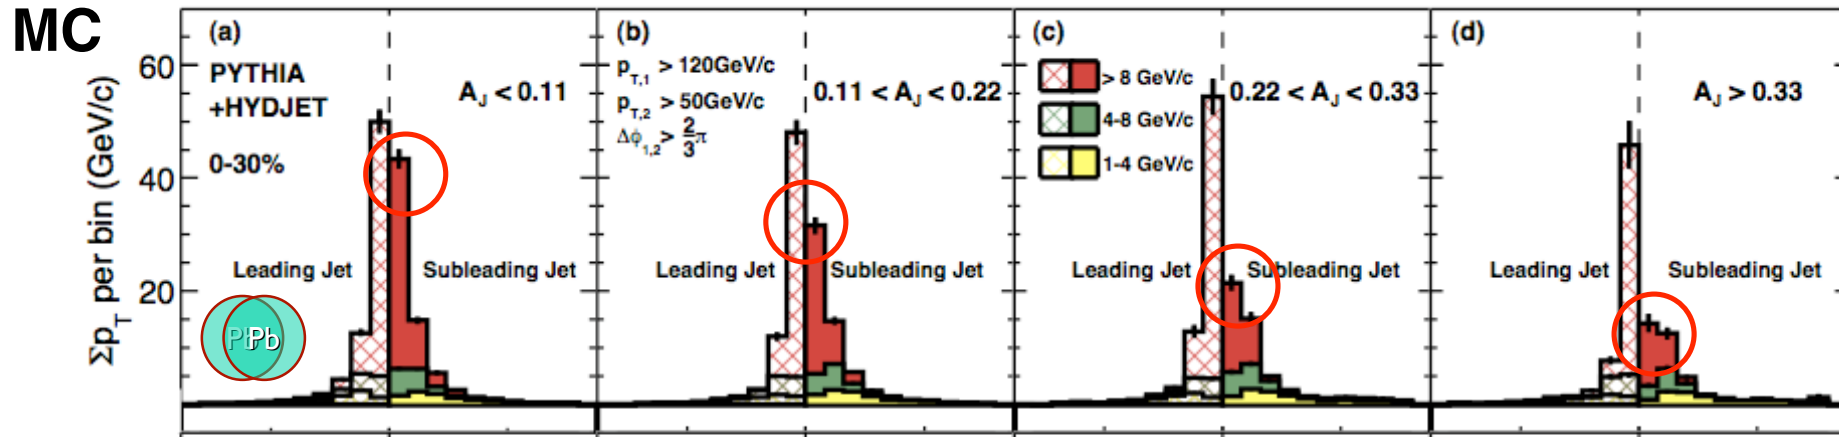 MC
Σp_T per bin (GeV/c)
60
40
20
(a)
PYTHIA
+HYDJET
0-30%
A_J < 0.11
Leading Jet
Subleading Jet
Pb
Pb
(b)
p_T,1 > 120GeV/c
p_T,2 > 50GeV/c
Δϕ_1,2 > 2/3 π
0.11 < A_J < 0.22
Leading Jet
Subleading Jet
(c)
> 8 GeV/c
4-8 GeV/c
1-4 GeV/c
0.22 < A_J < 0.33
Leading Jet
Subleading Jet
(d)
A_J > 0.33
Leading Jet
Subleading Jet